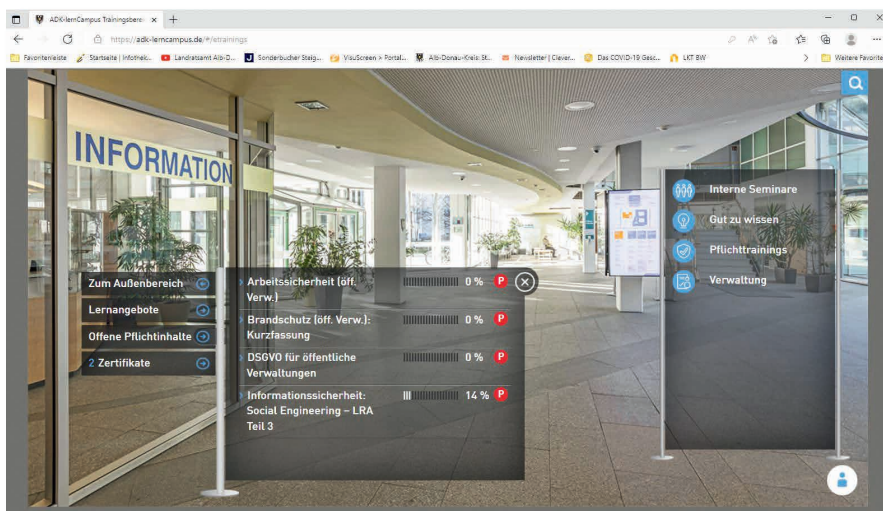 ADK-lernCampus Trainingsbere
https://adk-lerncampus.de/#/etrainings
Favoritenleiste
Startseite | Infothek...
Landratsamt Alb-D...
Sonderbucher Steig...
VisuScreen > Portal...
Alb-Donau-Kreis: St...
Newsletter | Clever...
Das COVID-19 Gesc...
LKT BW
Weitere Favoriten
INFORMATION
Interne Seminare
Gut zu wissen
Pflichttrainings
Verwaltung
Zum Außenbereich
Lernangebote
Offene Pflichtinhalte
2 Zertifikate
Arbeitssicherheit (öff. 0 % P
Verw.)
Brandschutz (öff. Verw.): 0 % P
Kurzfassung
DSGVO für öffentliche 0 % P
Verwaltungen
Informationssicherheit: 14 % P
Social Engineering – LRA
Teil 3